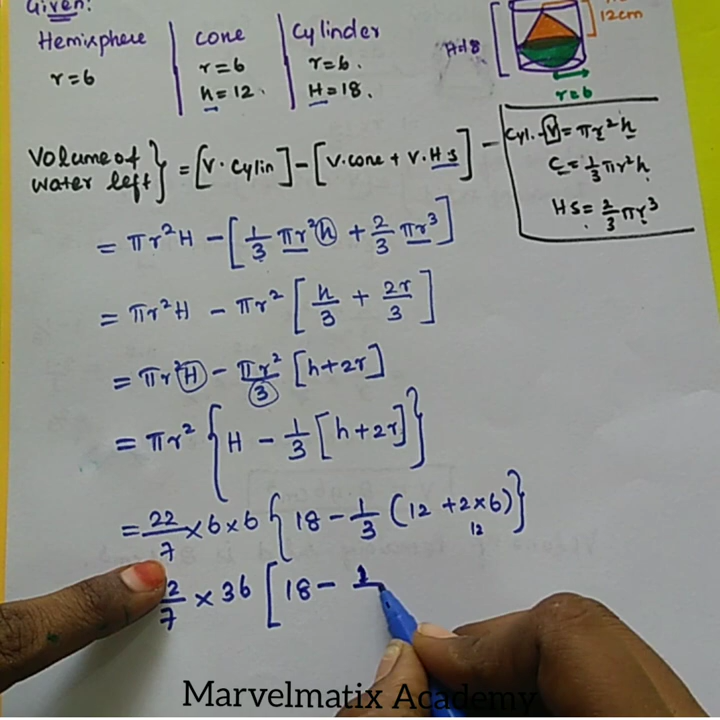 Given:
Hemisphere
r=6
cone
r=6
h=12.
Cylinder
r=6.
H=18.
H=18
12cm
r=6
Volume of water left } = [V. Cylin] - [V.cone + V.HS]
Cyl. - V = πr²h
C = 1/3 πr²h.
HS = 2/3 πr³
= πr²H - [1/3 πr²h + 2/3 πr³]
= πr²H - πr² [h/3 + 2r/3]
= πr²H - πr²/3 [h+2r]
= πr² {H - 1/3 [h+2r]}
= 22/7 ×6×6 {18 - 1/3 (12 + 2×6)}
12
2/7 × 36 [18 - 1
Marvelmatix Academy